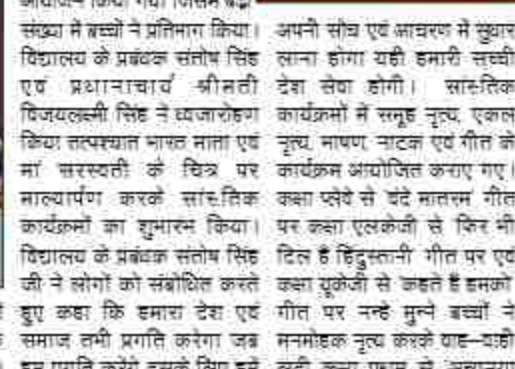 संख्या में बच्चों ने प्रतिभाग किया।
विद्यालय के प्रबंधक संतोष सिंह
एवं प्रधानाचार्य श्रीमती
विजयलक्ष्मी सिंह ने ध्वजारोहण
किया तत्पश्चात भारत माता एवं
मां सरस्वती के चित्र पर
माल्यार्पण करके सांस्.तिक
कार्यक्रमों का शुभारम्भ किया।
विद्यालय के प्रबंधक संतोष सिंह
जी ने लोगों को संबोधित करते
हुए कहा कि हमारा देश एवं
समाज तभी प्रगति करेगा जब
अपनी सोच एवं आचरण में सुधार
लाना होगा यही हमारी सच्ची
देश सेवा होगी। सांस्.तिक
कार्यक्रमों में समूह नृत्य, एकल
नृत्य, भाषण, नाटक एवं गीत के
कार्यक्रम आयोजित कराए गए।
कक्षा प्लेवे से वंदे मातरम गीत
पर कक्षा एलकेजी से फिर भी
दिल है हिंदुस्तानी गीत पर एवं
कक्षा यूकेजी से कहते हैं हमको
गीत पर नन्हे मुन्ने बच्चों ने
मनमोहक नृत्य करके वाह–वाही